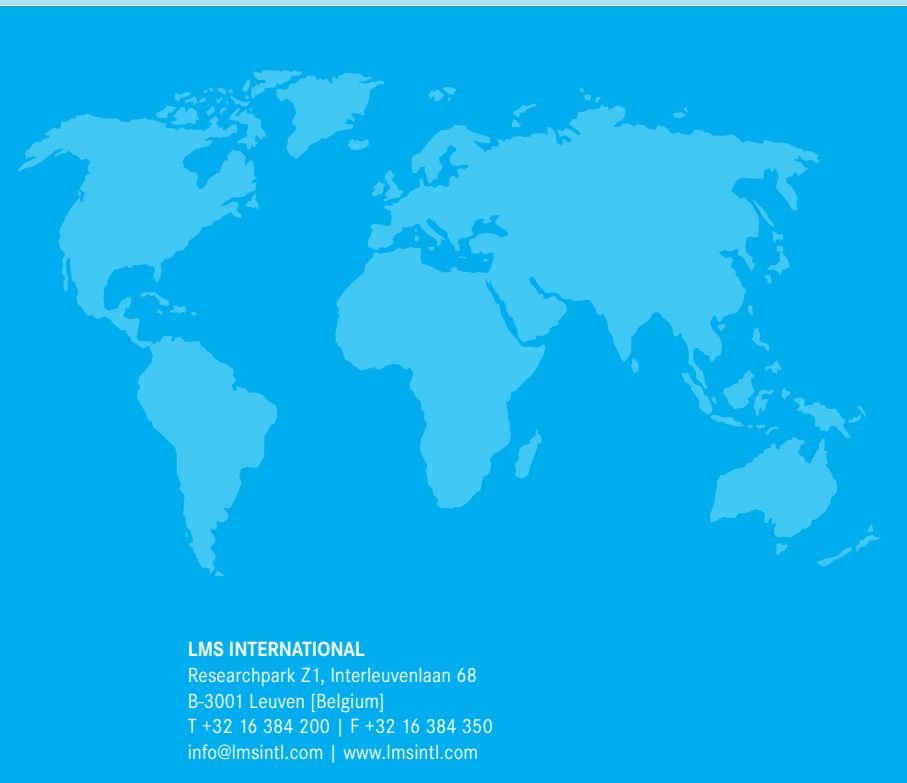 LMS INTERNATIONAL
Researchpark Z1, Interleuvenlaan 68
B-3001 Leuven [Belgium]
T +32 16 384 200 | F +32 16 384 350
info@lmsintl.com | www.lmsintl.com